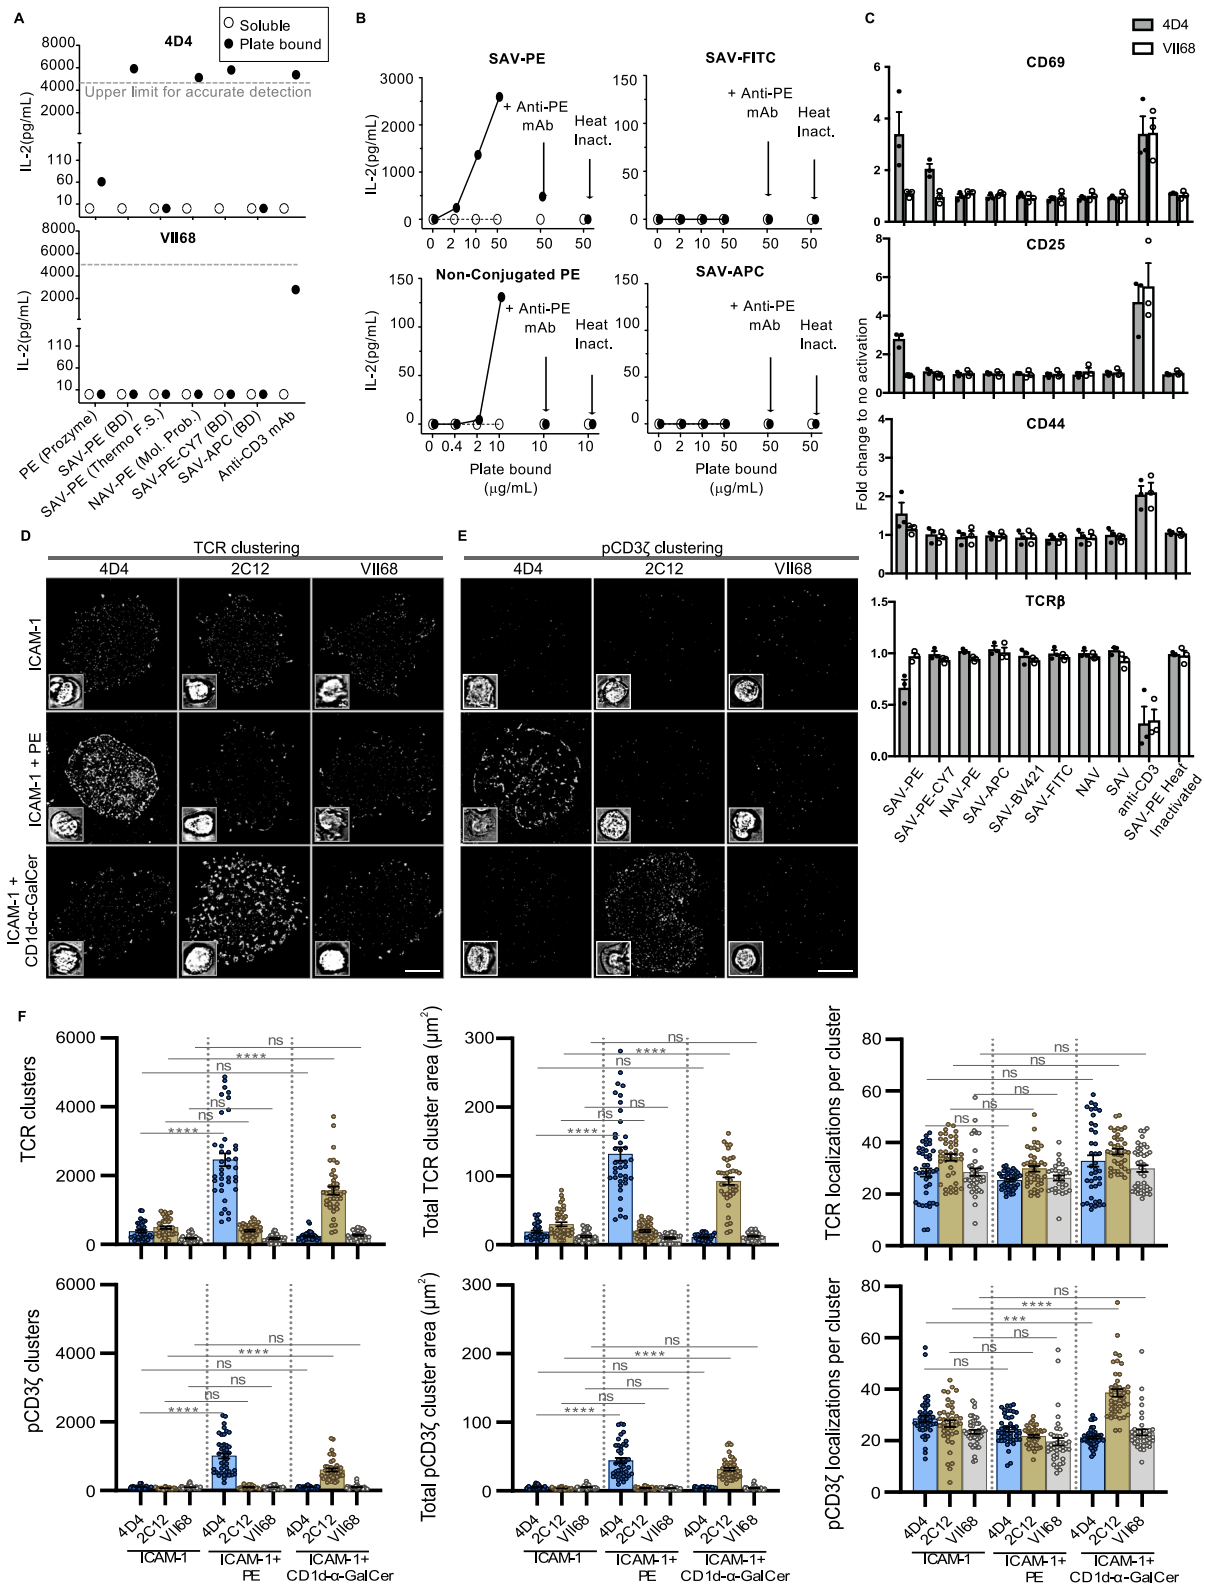 A
Soluble
Plate bound
4D4
8000
6000
4000
2000
110
60
10
IL-2(pg/mL)
Upper limit for accurate detection
VII68
8000
6000
4000
2000
110
60
10
IL-2(pg/mL)
PE (Prozyme)
SAV-PE (BD)
SAV-PE (Thermo F.S.)
NAV-PE (Mol. Prob.)
SAV-PE-CY7 (BD)
SAV-APC (BD)
Anti-CD3 mAb
B
SAV-PE
3000
2000
1000
0
IL-2(pg/mL)
+ Anti-PE
mAb
Heat
Inact.
0 2 10 50 50 50
SAV-FITC
150
125
100
75
50
25
0
+ Anti-PE
mAb
Heat
Inact.
0 2 10 50 50 50
Non-Conjugated PE
150
125
100
75
50
25
0
IL-2(pg/mL)
+ Anti-PE
mAb
Heat
Inact.
0 0.4 2 10 10 10
Plate bound
(µg/mL)
SAV-APC
150
125
100
75
50
25
0
+ Anti-PE
mAb
Heat
Inact.
0 2 10 50 50 50
Plate bound
(µg/mL)
C
4D4
VII68
CD69
6
4
2
0
CD25
8
6
4
2
0
Fold change to no activation
CD44
4
3
2
1
0
TCRβ
1.5
1.0
0.5
0.0
SAV-PE
SAV-PE-CY7
NAV-PE
SAV-APC
SAV-BV421
SAV-FITC
NAV
SAV
anti-CD3
SAV-PE Heat
Inactivated
D
TCR clustering
4D4 2C12 VII68
ICAM-1
ICAM-1 + PE
ICAM-1 +
CD1d-α-GalCer
E
pCD3ζ clustering
4D4 2C12 VII68
F
TCR clusters
6000
4000
2000
0
ns
****
ns
ns
ns
****
Total TCR cluster area (µm²)
300
200
100
0
ns
****
ns
ns
ns
****
TCR localizations per cluster
80
60
40
20
0
ns
ns
ns
ns
ns
ns
pCD3ζ clusters
6000
4000
2000
0
ns
****
ns
ns
ns
****
4D4
2C12
VII68
4D4
2C12
VII68
4D4
2C12
VII68
ICAM-1
ICAM-1+
PE
ICAM-1+
CD1d-α-GalCer
Total pCD3ζ cluster area (µm²)
300
200
100
0
ns
****
ns
ns
ns
****
4D4
2C12
VII68
4D4
2C12
VII68
4D4
2C12
VII68
ICAM-1
ICAM-1+
PE
ICAM-1+
CD1d-α-GalCer
pCD3ζ localizations per cluster
80
60
40
20
0
ns
****
***
ns
ns
ns
4D4
2C12
VII68
4D4
2C12
VII68
4D4
2C12
VII68
ICAM-1
ICAM-1+
PE
ICAM-1+
CD1d-α-GalCer